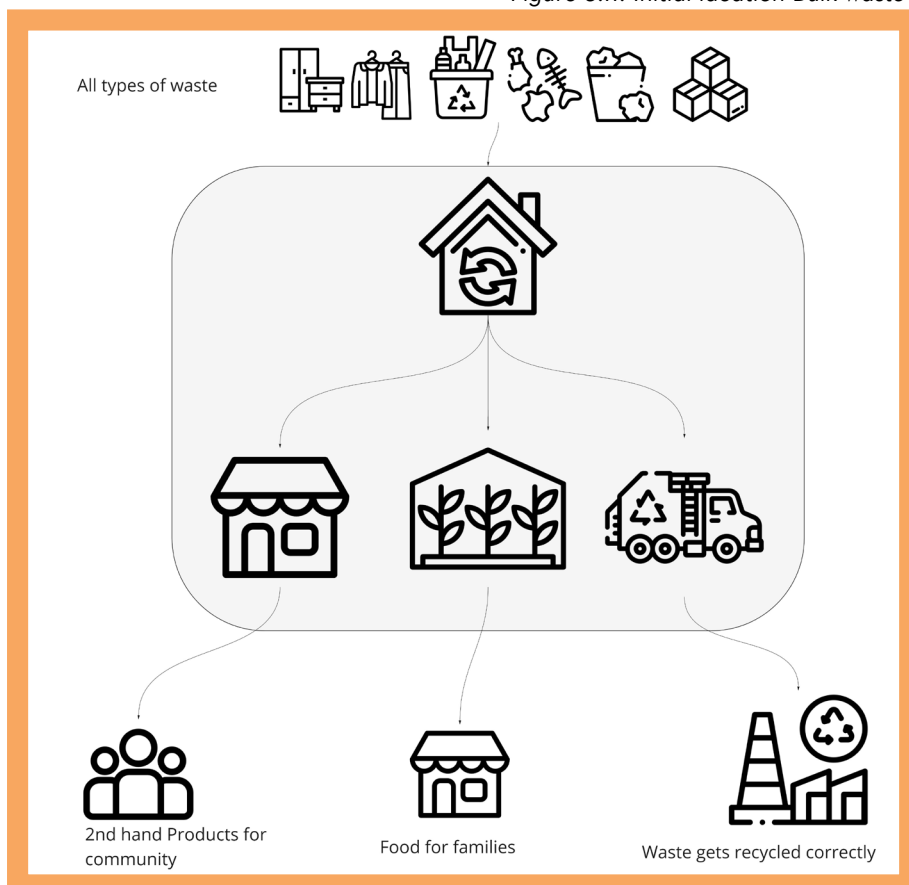 Initial Ideation Bulk Waste
All types of waste
2nd hand Products for
community
Food for families
Waste gets recycled correctly